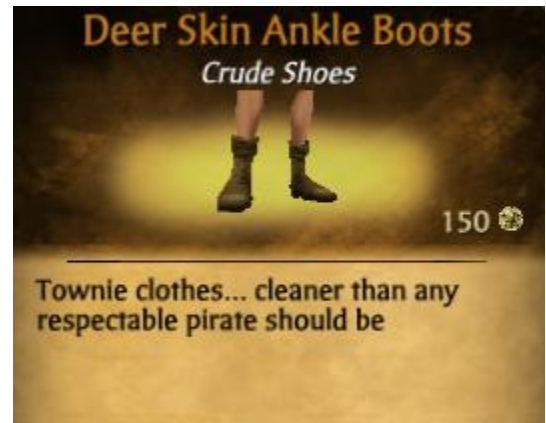 Deer Skin Ankle Boots
Crude Shoes
150
Townie clothes... cleaner than any
respectable pirate should be